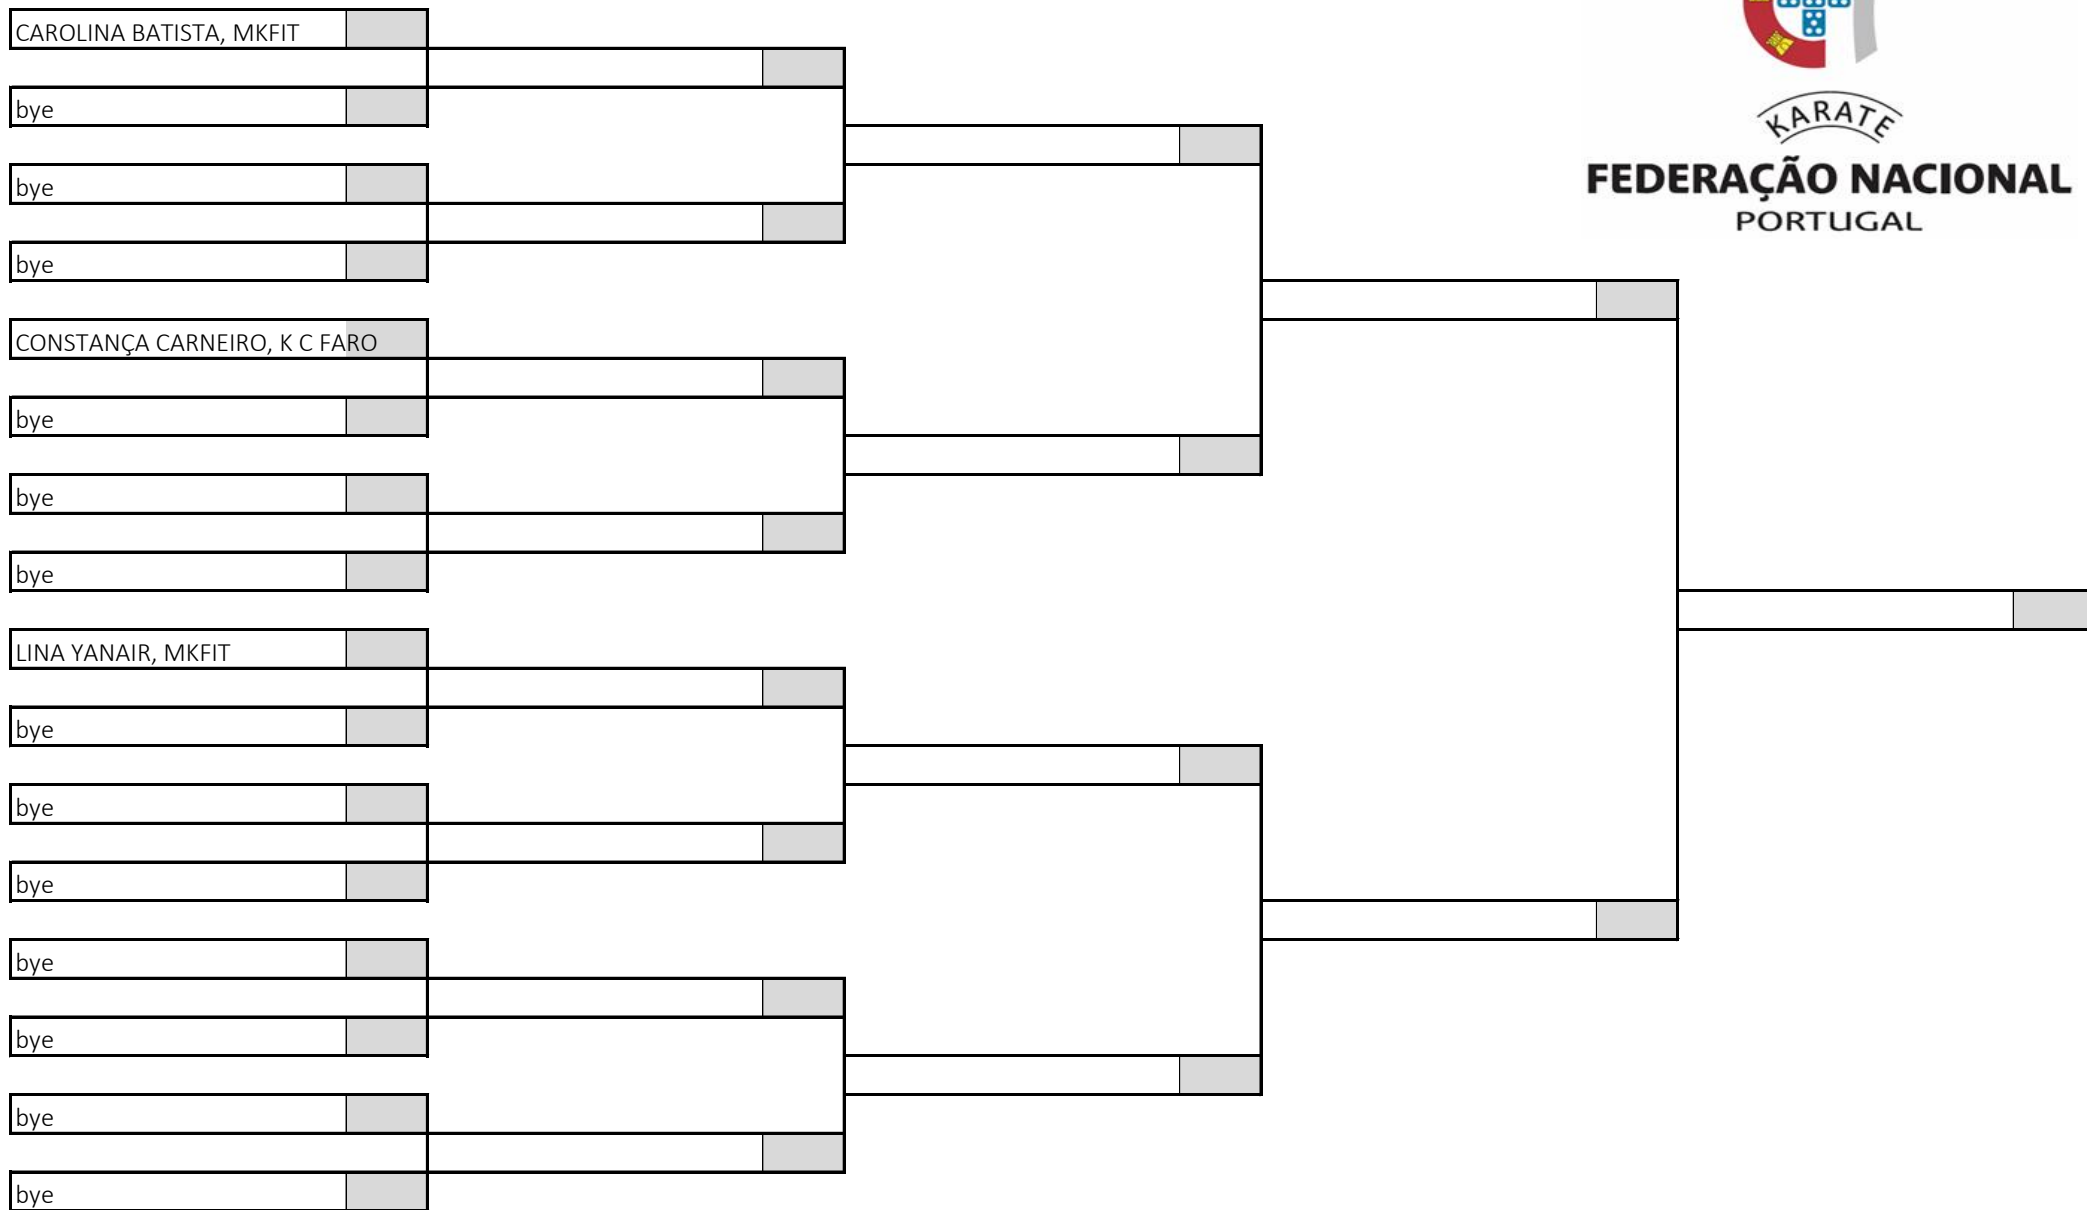 CAROLINA BATISTA, MKFIT
bye
bye
bye
CONSTANÇA CARNEIRO, K C FARO
bye
bye
bye
LINA YANAIR, MKFIT
bye
bye
bye
bye
bye
bye
bye
KARATE
FEDERAÇÃO NACIONAL
PORTUGAL